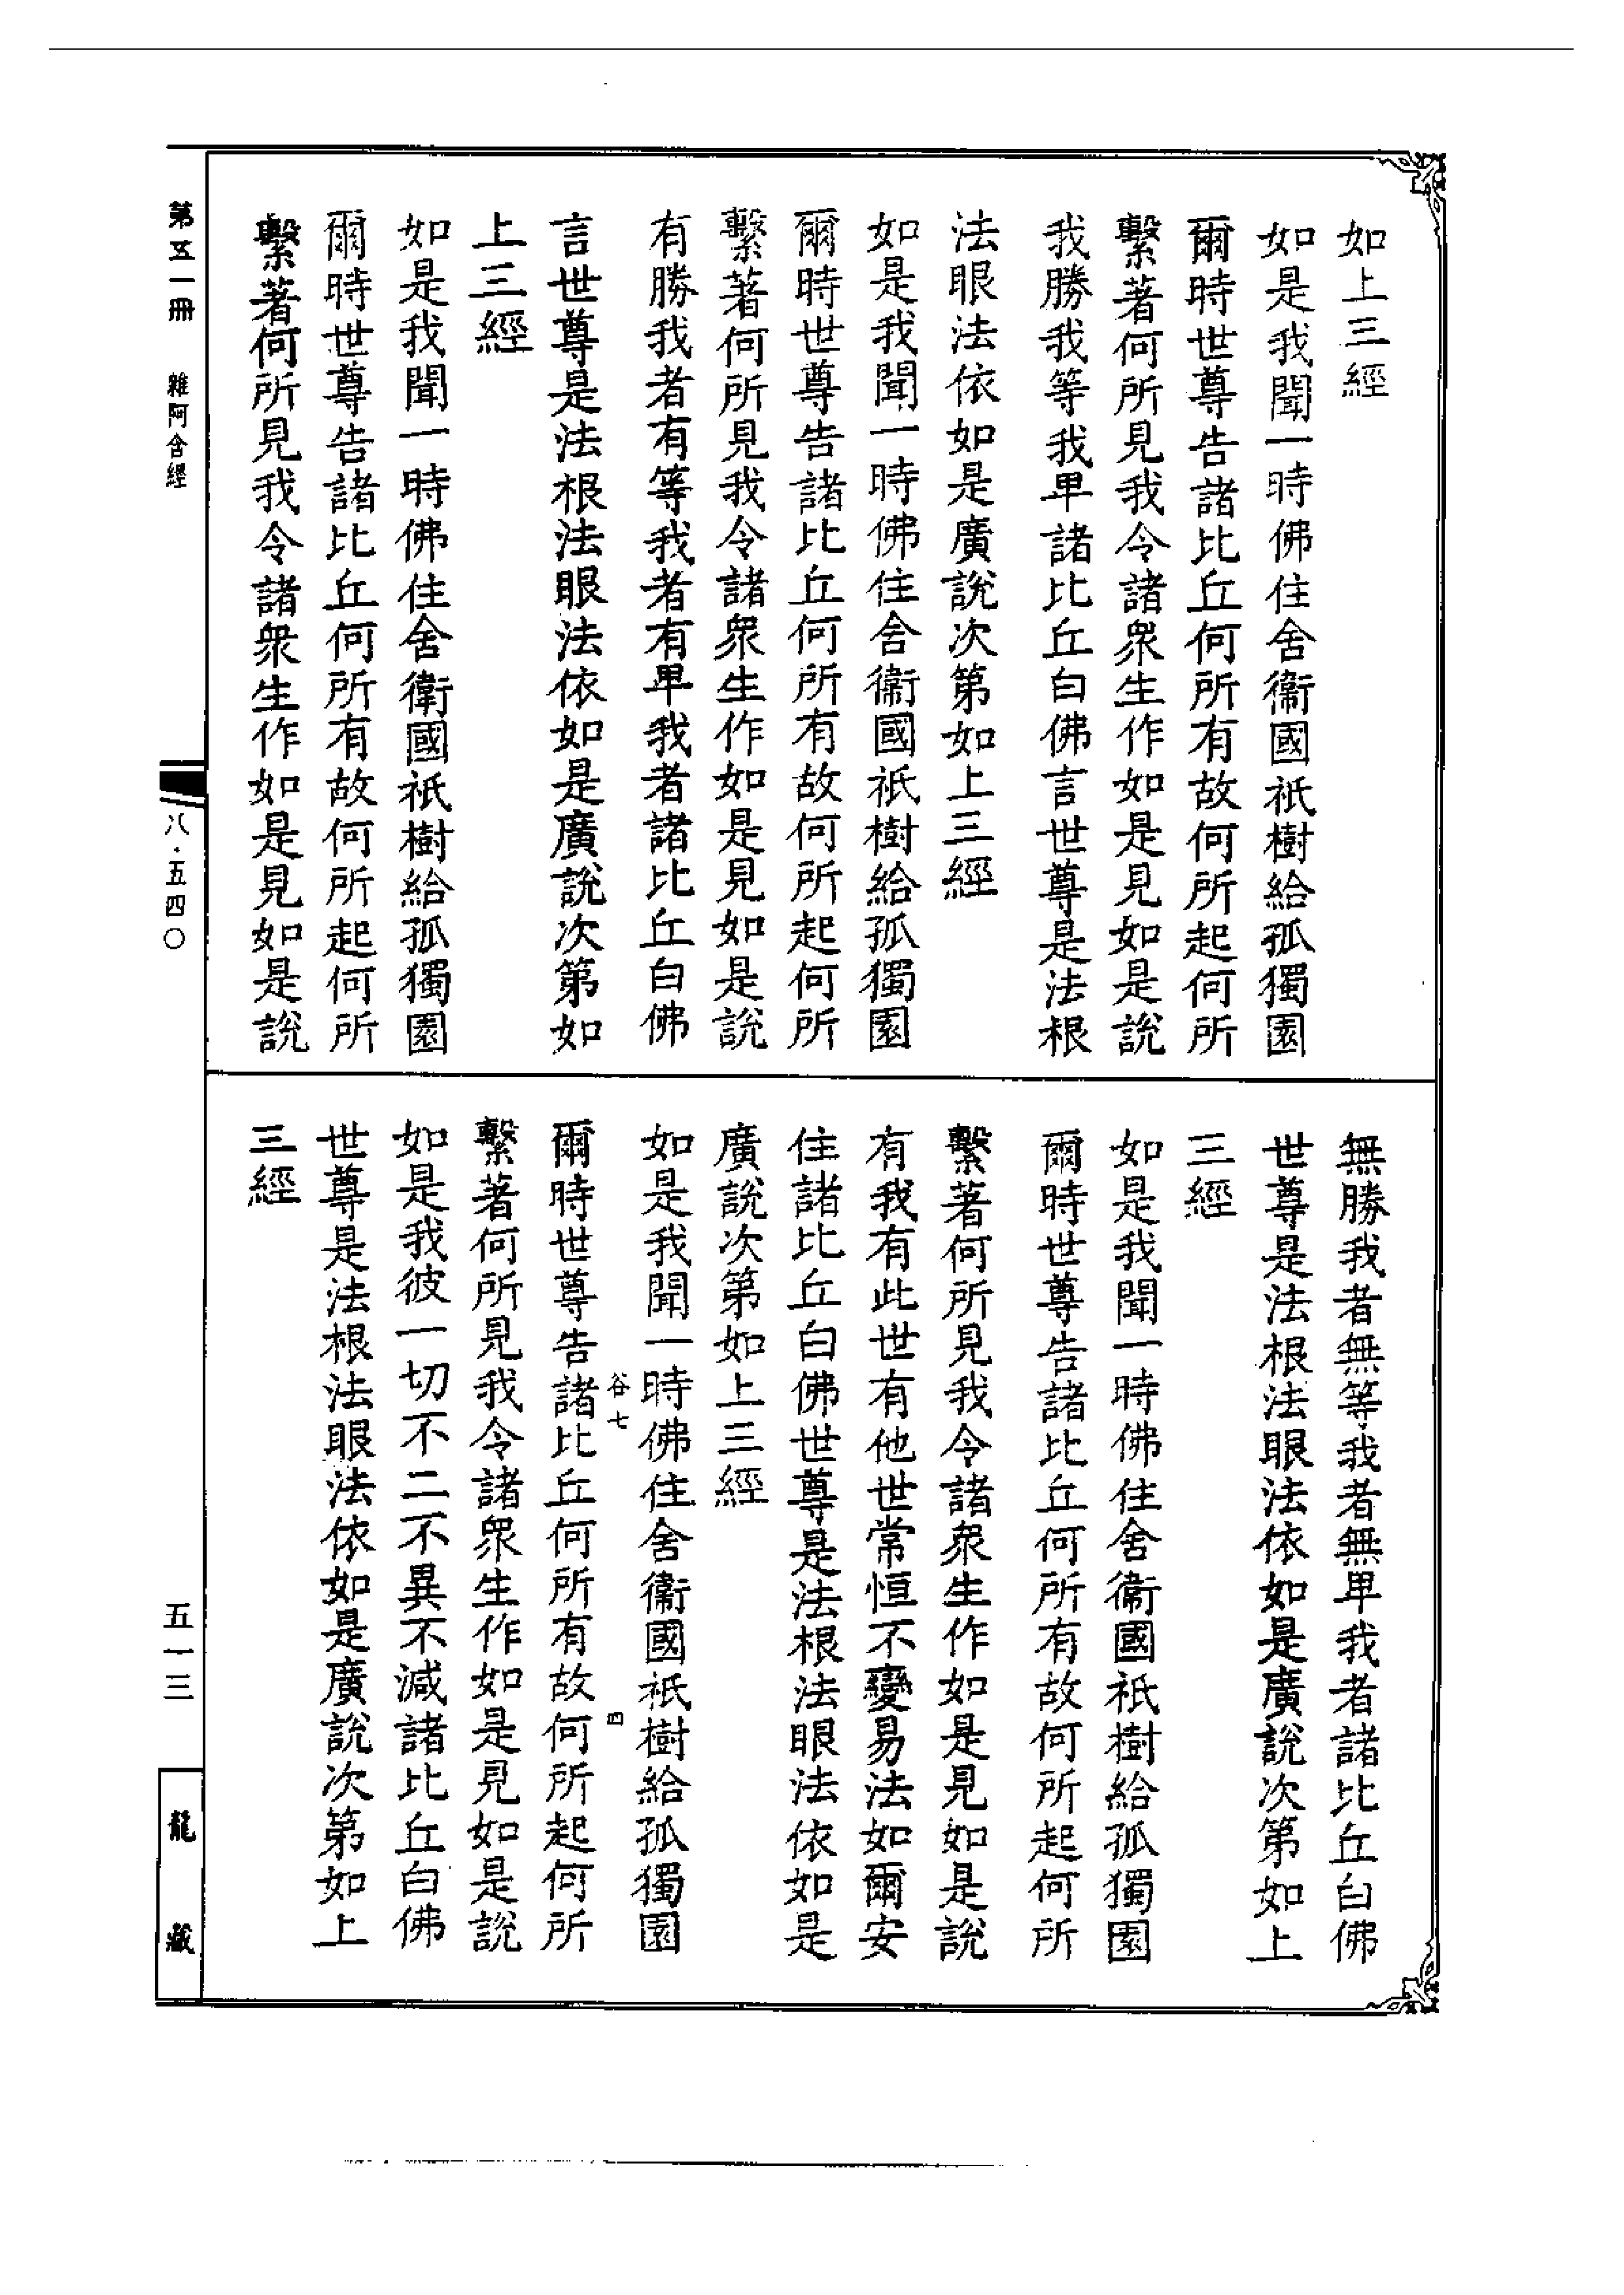 如上三經
如是我聞一時佛住舍衞國祇樹給孤獨園
爾時世尊告諸比丘何所有故何所起何所
繫著何所見我令諸衆生作如是見如是說
我勝我等我卑諸比丘白佛言世尊是法根
法眼法依如是廣說次第如上三經
如是我聞一時佛住舍衞國祇樹給孤獨園
爾時世尊告諸比丘何所有故何所起何所
繫著何所見我令諸衆生作如是見如是說
有勝我者有等我者有卑我者諸比丘白佛
言世尊是法根法眼法依如是廣說次第如
上三經
如是我聞一時佛住舍衛國祇樹給孤獨園
爾時世尊告諸比丘何所有故何所起何所
繫著何所見我令諸衆生作如是見如是說
無勝我者無等我者無卑我者諸比丘白佛
世尊是法根法眼法依如是廣說次第如上
三經
如是我聞一時佛住舍衞國祇樹給孤獨園
爾時世尊告諸比丘何所有故何所起何所
繫著何所見我令諸衆生作如是見如是說
有我有此世有他世常恒不變易法如爾安
住諸比丘白佛世尊是法根法眼法依如是
廣說次第如上三經
如是我聞一時佛住舍衞國祇樹給孤獨園
谷七 四
爾時世尊告諸比丘何所有故何所起何所
繫著何所見我令諸衆生作如是見如是說
如是我彼一切不二不異不減諸比丘白佛
世尊是法根法眼法依如是廣說次第如上
三經
第五一冊 雜阿含經
八·五四〇
五一三
龍藏